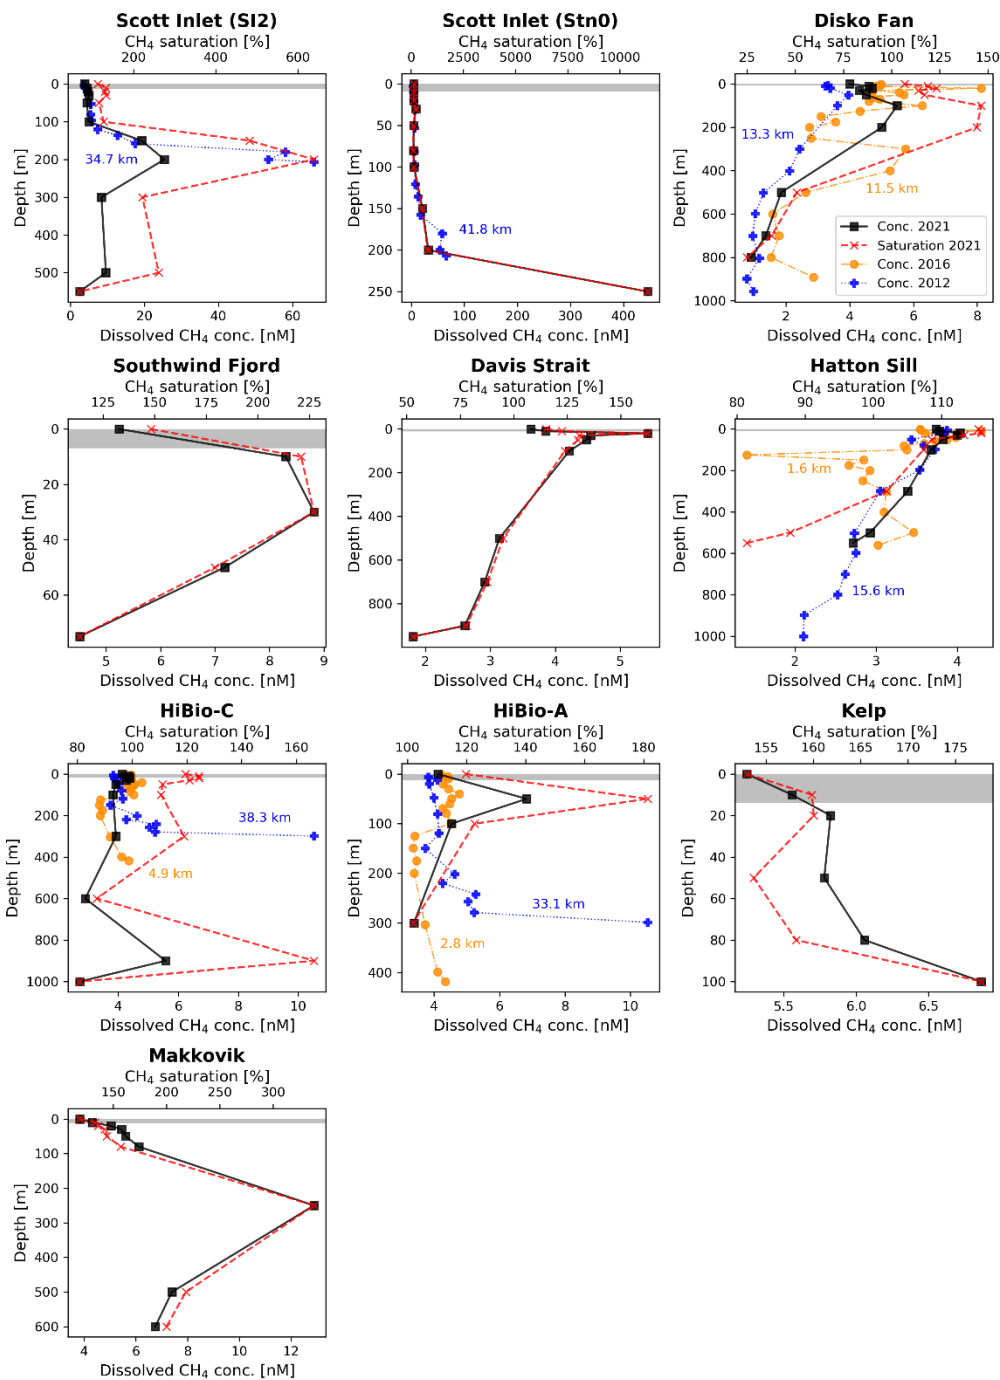 Scott Inlet (SI2)
CH4 saturation [%]
200 400 600
0
100
200
300
400
500
Depth [m]
34.7 km
0 20 40 60
Dissolved CH4 conc. [nM]
Scott Inlet (Stn0)
CH4 saturation [%]
0 2500 5000 7500 10000
0
50
100
150
200
250
Depth [m]
41.8 km
0 100 200 300 400
Dissolved CH4 conc. [nM]
Disko Fan
CH4 saturation [%]
25 50 75 100 125 150
0
200
400
600
800
1000
Depth [m]
13.3 km
11.5 km
Conc. 2021
Saturation 2021
Conc. 2016
Conc. 2012
2 4 6 8
Dissolved CH4 conc. [nM]
Southwind Fjord
CH4 saturation [%]
125 150 175 200 225
0
20
40
60
Depth [m]
5 6 7 8 9
Dissolved CH4 conc. [nM]
Davis Strait
CH4 saturation [%]
50 75 100 125 150
0
200
400
600
800
Depth [m]
2 3 4 5
Dissolved CH4 conc. [nM]
Hatton Sill
CH4 saturation [%]
80 90 100 110
0
200
400
600
800
1000
Depth [m]
1.6 km
15.6 km
2 3 4
Dissolved CH4 conc. [nM]
HiBio-C
CH4 saturation [%]
80 100 120 140 160
0
200
400
600
800
1000
Depth [m]
38.3 km
4.9 km
4 6 8 10
Dissolved CH4 conc. [nM]
HiBio-A
CH4 saturation [%]
100 120 140 160 180
0
100
200
300
400
Depth [m]
33.1 km
2.8 km
4 6 8 10
Dissolved CH4 conc. [nM]
Kelp
CH4 saturation [%]
155 160 165 170 175
0
20
40
60
80
100
Depth [m]
5.5 6.0 6.5
Dissolved CH4 conc. [nM]
Makkovik
CH4 saturation [%]
150 200 250 300
0
100
200
300
400
500
600
Depth [m]
4 6 8 10 12
Dissolved CH4 conc. [nM]